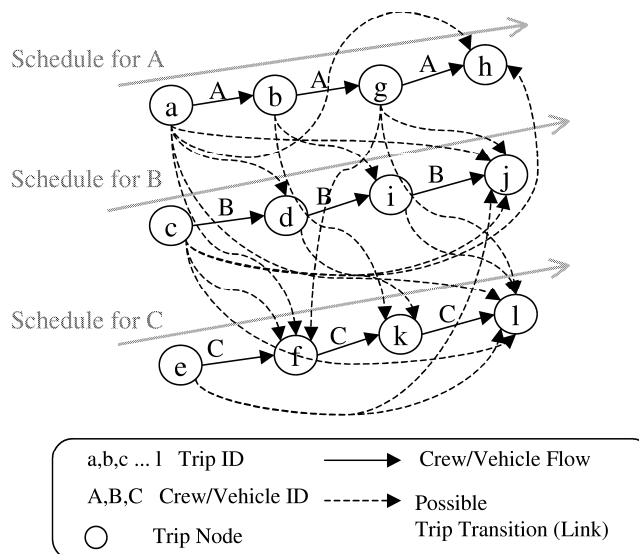 Schedule for A
A
A
A
h
a
b
g
Schedule for B
B
B
B
j
c
d
i
Schedule for C
C
C
C
l
e
f
k
a,b,c ... l Trip ID
Crew/Vehicle Flow
A,B,C Crew/Vehicle ID
Possible
Trip Node
Trip Transition (Link)